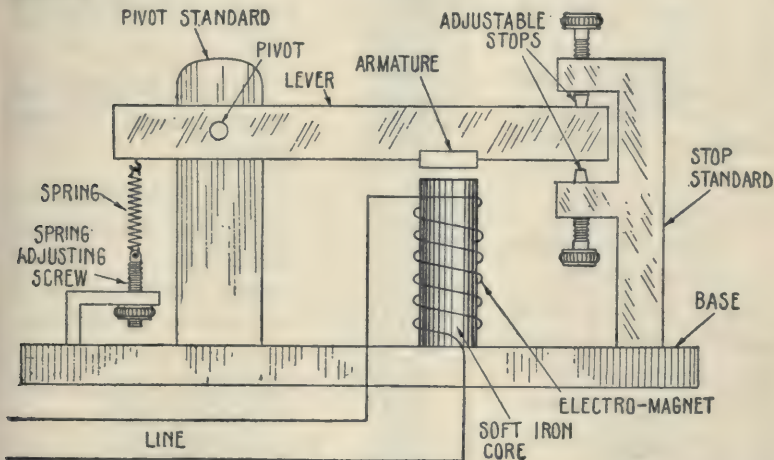 PIVOT STANDARD
PIVOT
LEVER
ARMATURE
ADJUSTABLE
STOPS
STOP
STANDARD
SPRING
SPRING
ADJUSTING
SCREW
BASE
ELECTRO-MAGNET
SOFT IRON
CORE
LINE